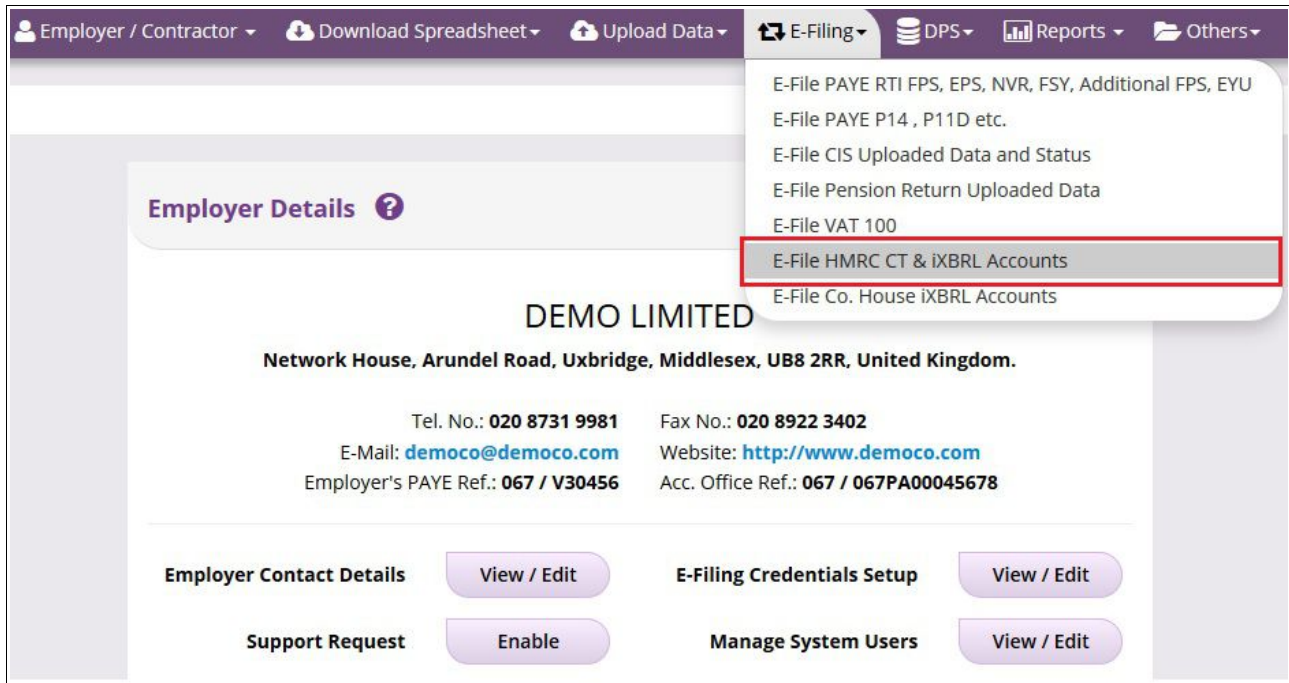 Employer / Contractor Download Spreadsheet Upload Data E-Filing DPS Reports Others
E-File PAYE RTI FPS, EPS, NVR, FSY, Additional FPS, EYU
E-File PAYE P14 , P11D etc.
E-File CIS Uploaded Data and Status
E-File Pension Return Uploaded Data
E-File VAT 100
E-File HMRC CT & iXBRL Accounts
E-File Co. House iXBRL Accounts
Employer Details ?
DEMO LIMITED
Network House, Arundel Road, Uxbridge, Middlesex, UB8 2RR, United Kingdom.
Tel. No.: 020 8731 9981 Fax No.: 020 8922 3402
E-Mail: democo@democo.com Website: http://www.democo.com
Employer's PAYE Ref.: 067 / V30456 Acc. Office Ref.: 067 / 067PA00045678
Employer Contact Details View / Edit E-Filing Credentials Setup View / Edit
Support Request Enable Manage System Users View / Edit